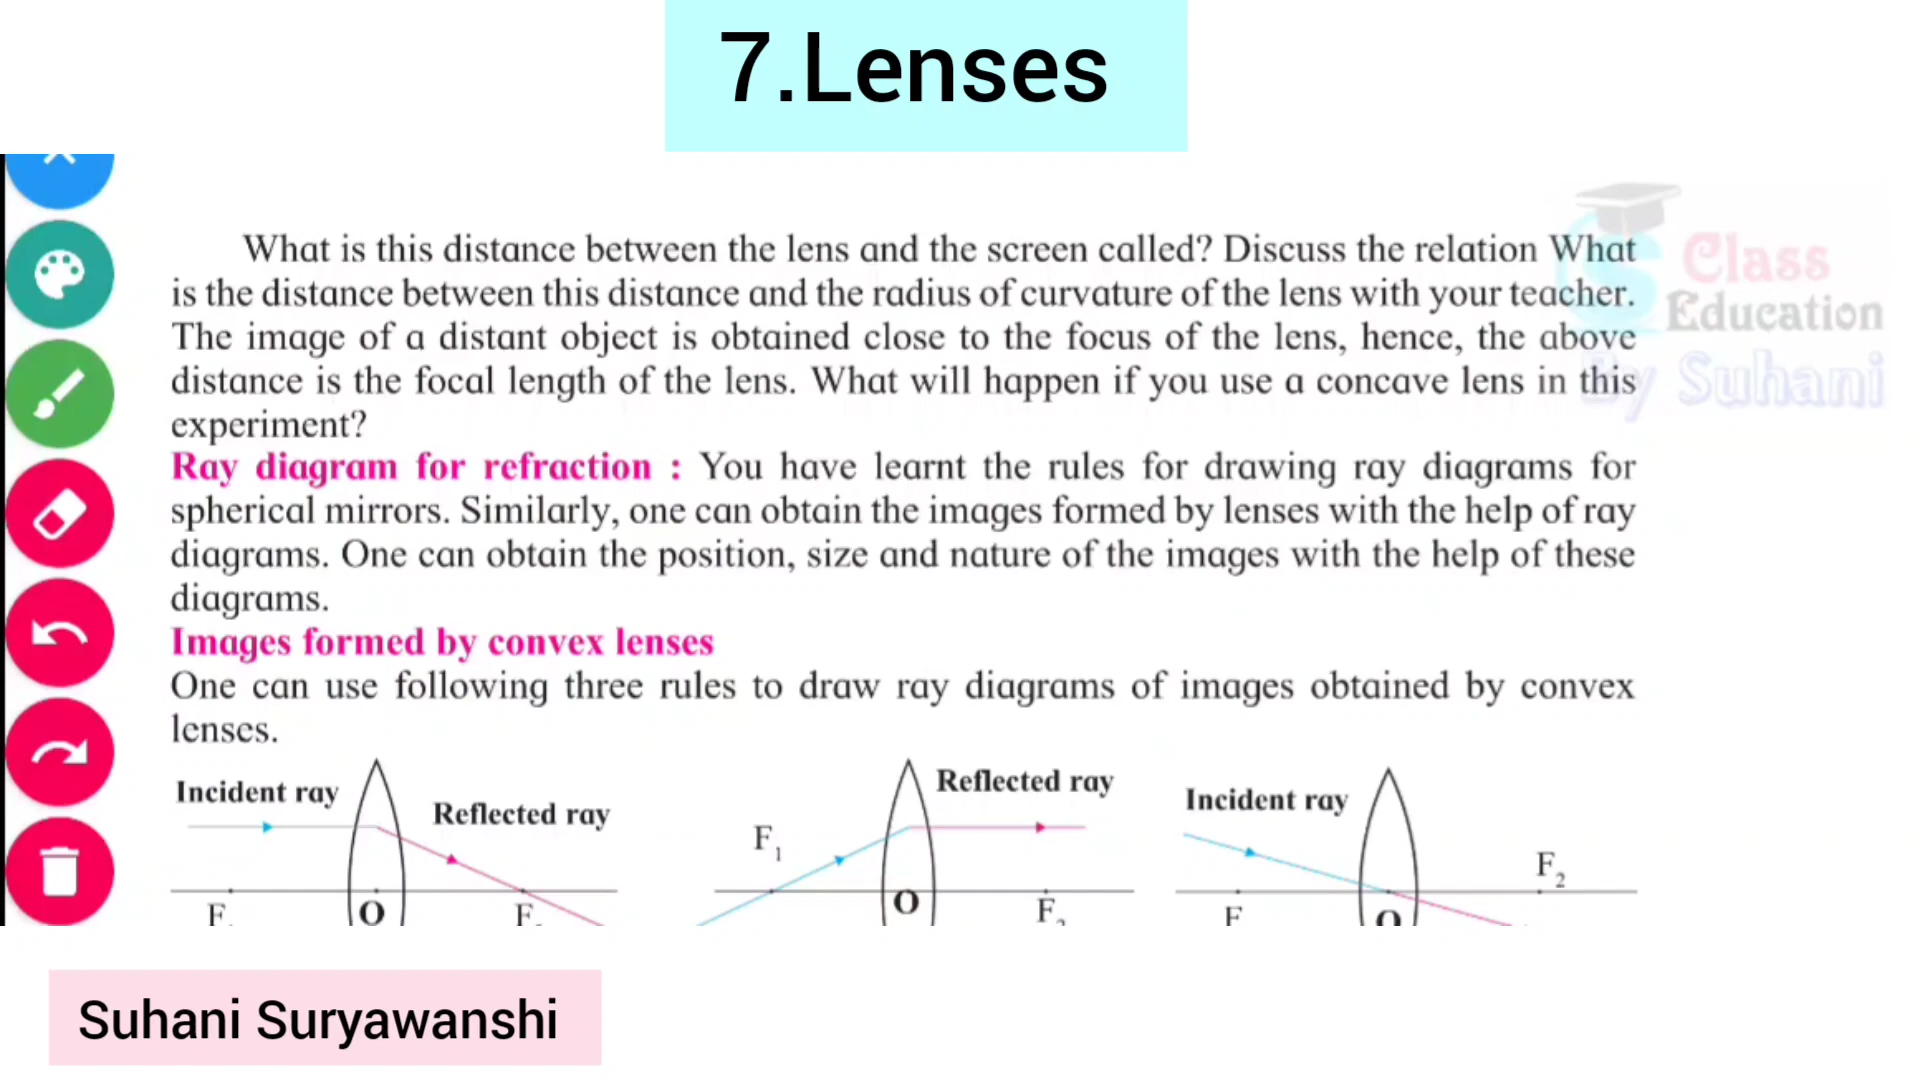 7.Lenses
Class
Education
By Suhani
What is this distance between the lens and the screen called? Discuss the relation What
is the distance between this distance and the radius of curvature of the lens with your teacher.
The image of a distant object is obtained close to the focus of the lens, hence, the above
distance is the focal length of the lens. What will happen if you use a concave lens in this
experiment?
Ray diagram for refraction : You have learnt the rules for drawing ray diagrams for
spherical mirrors. Similarly, one can obtain the images formed by lenses with the help of ray
diagrams. One can obtain the position, size and nature of the images with the help of these
diagrams.
Images formed by convex lenses
One can use following three rules to draw ray diagrams of images obtained by convex
lenses.
Incident ray
Reflected ray
F
O
F
Reflected ray
F1
O
F2
Incident ray
F2
F
O
Suhani Suryawanshi